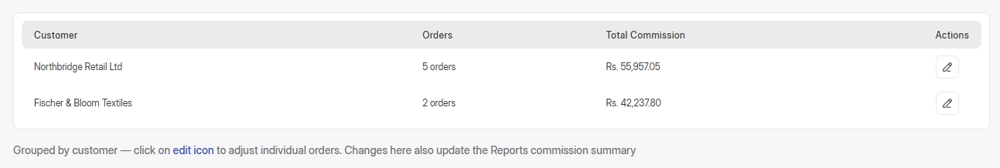 Customer Orders Total Commission Actions
Northbridge Retail Ltd 5 orders Rs. 55,957.05
Fischer & Bloom Textiles 2 orders Rs. 42,237.80
Grouped by customer — click on edit icon to adjust individual orders. Changes here also update the Reports commission summary